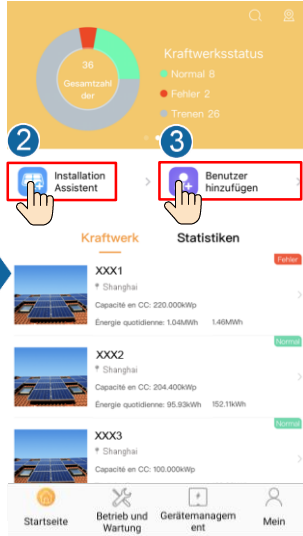 Kraftwerksstatus
36
Gesamtzahl
der
Normal 8
Fehler 2
Trenen 26
2
3
Installation
Assistent
Benutzer
hinzufügen
Kraftwerk
Statistiken
Fehler
XXX1
Shanghai
Capacité en CC: 220.000kWp
Énergie quotidienne: 1.04MWh 1.46MWh
Normal
XXX2
Shanghai
Capacité en CC: 204.400kWp
Énergie quotidienne: 95.93kWh 152.11kWh
Normal
XXX3
Shanghai
Capacité en CC: 100.000kWp
Startseite
Betrieb und
Wartung
Gerätemanagem
ent
Mein